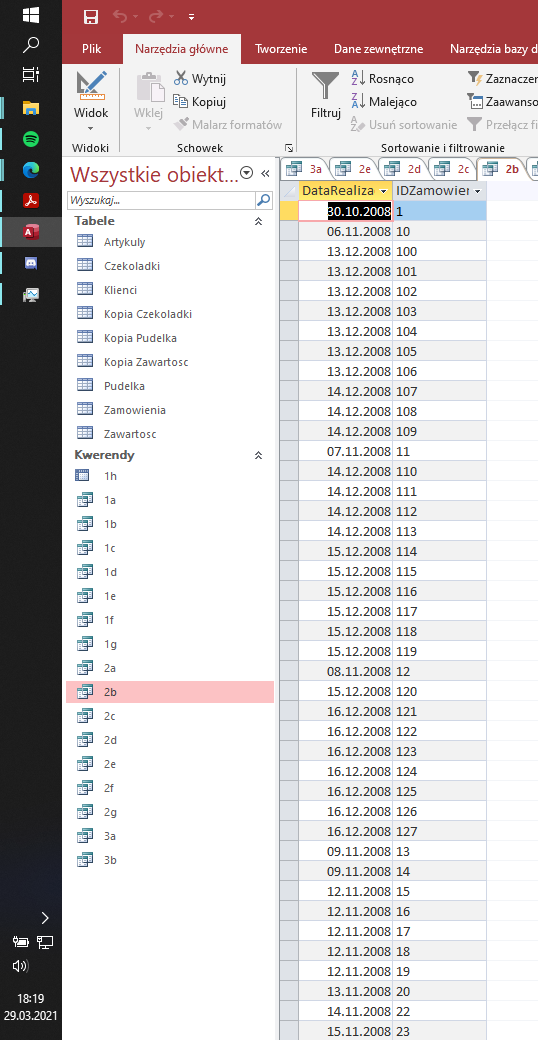 Plik Narzędzia główne Tworzenie Dane zewnętrzne Narzędzia bazy d
Widok
Widoki
Wklej
Wytnij
Kopiuj
Malarz formatów
Schowek
Filtruj
Rosnąco
Malejąco
Usuń sortowanie
Zaznaczen
Zaawanso
Przełącz fi
Sortowanie i filtrowanie
Wszystkie obiekt...
Wyszukaj...
Tabele
Artykuly
Czekoladki
Klienci
Kopia Czekoladki
Kopia Pudelka
Kopia Zawartosc
Pudelka
Zamowienia
Zawartosc
Kwerendy
1h
1a
1b
1c
1d
1e
1f
1g
2a
2b
2c
2d
2e
2f
2g
3a
3b
3a 2e 2d 2c 2b
DataRealiza IDZamowier
30.10.2008 1
06.11.2008 10
13.12.2008 100
13.12.2008 101
13.12.2008 102
13.12.2008 103
13.12.2008 104
13.12.2008 105
13.12.2008 106
14.12.2008 107
14.12.2008 108
14.12.2008 109
07.11.2008 11
14.12.2008 110
14.12.2008 111
14.12.2008 112
14.12.2008 113
15.12.2008 114
15.12.2008 115
15.12.2008 116
15.12.2008 117
15.12.2008 118
15.12.2008 119
08.11.2008 12
15.12.2008 120
16.12.2008 121
16.12.2008 122
16.12.2008 123
16.12.2008 124
16.12.2008 125
16.12.2008 126
16.12.2008 127
09.11.2008 13
09.11.2008 14
12.11.2008 15
12.11.2008 16
12.11.2008 17
12.11.2008 18
12.11.2008 19
13.11.2008 20
14.11.2008 22
15.11.2008 23
18:19
29.03.2021